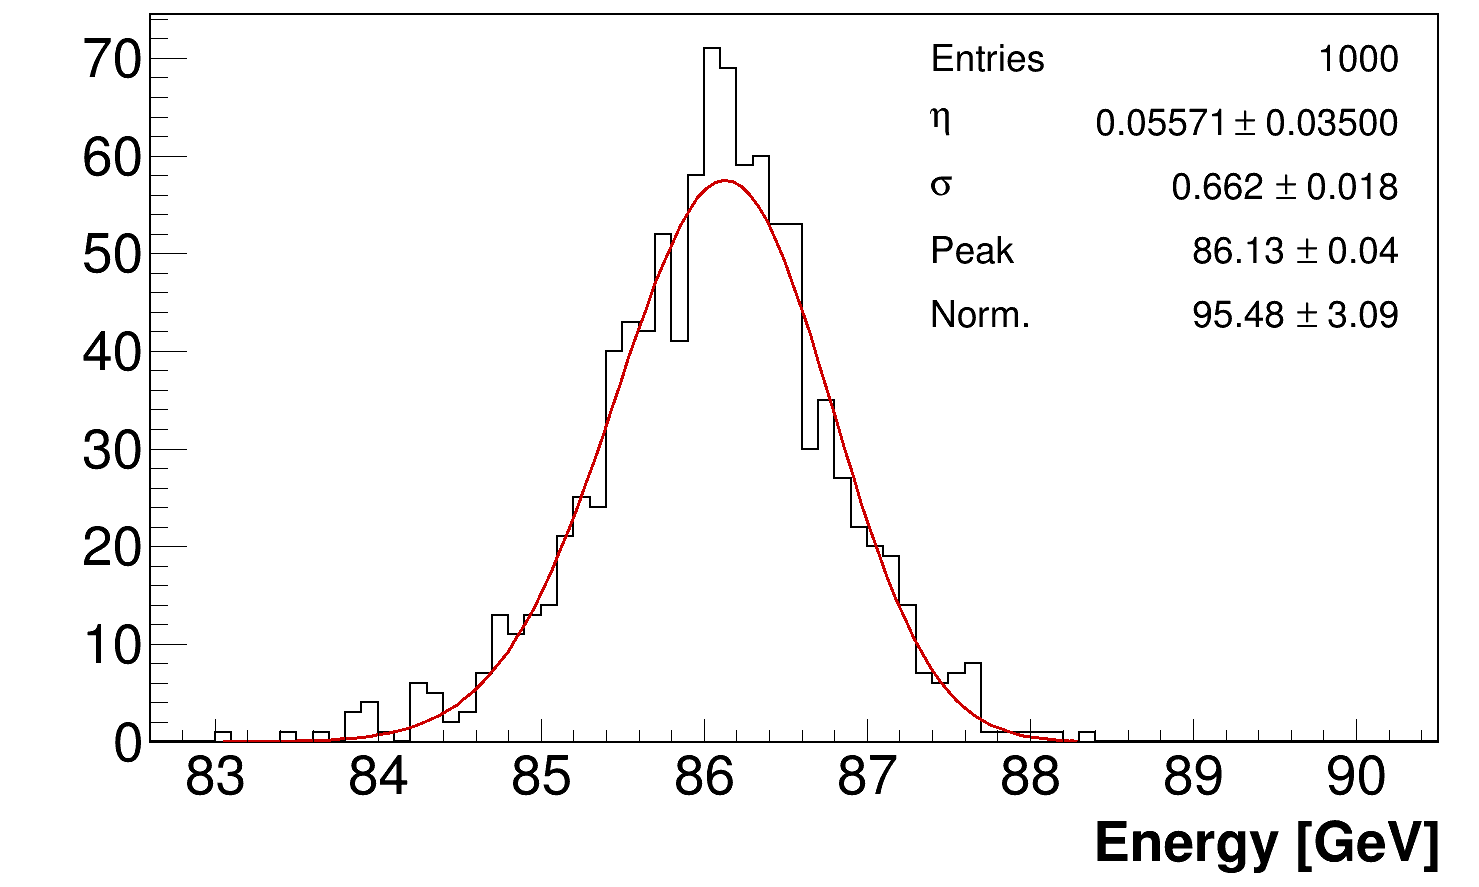 70
60
50
40
30
20
10
0
Entries 1000
η 0.05571 ± 0.03500
σ 0.662 ± 0.018
Peak 86.13 ± 0.04
Norm. 95.48 ± 3.09
83 84 85 86 87 88 89 90
Energy [GeV]